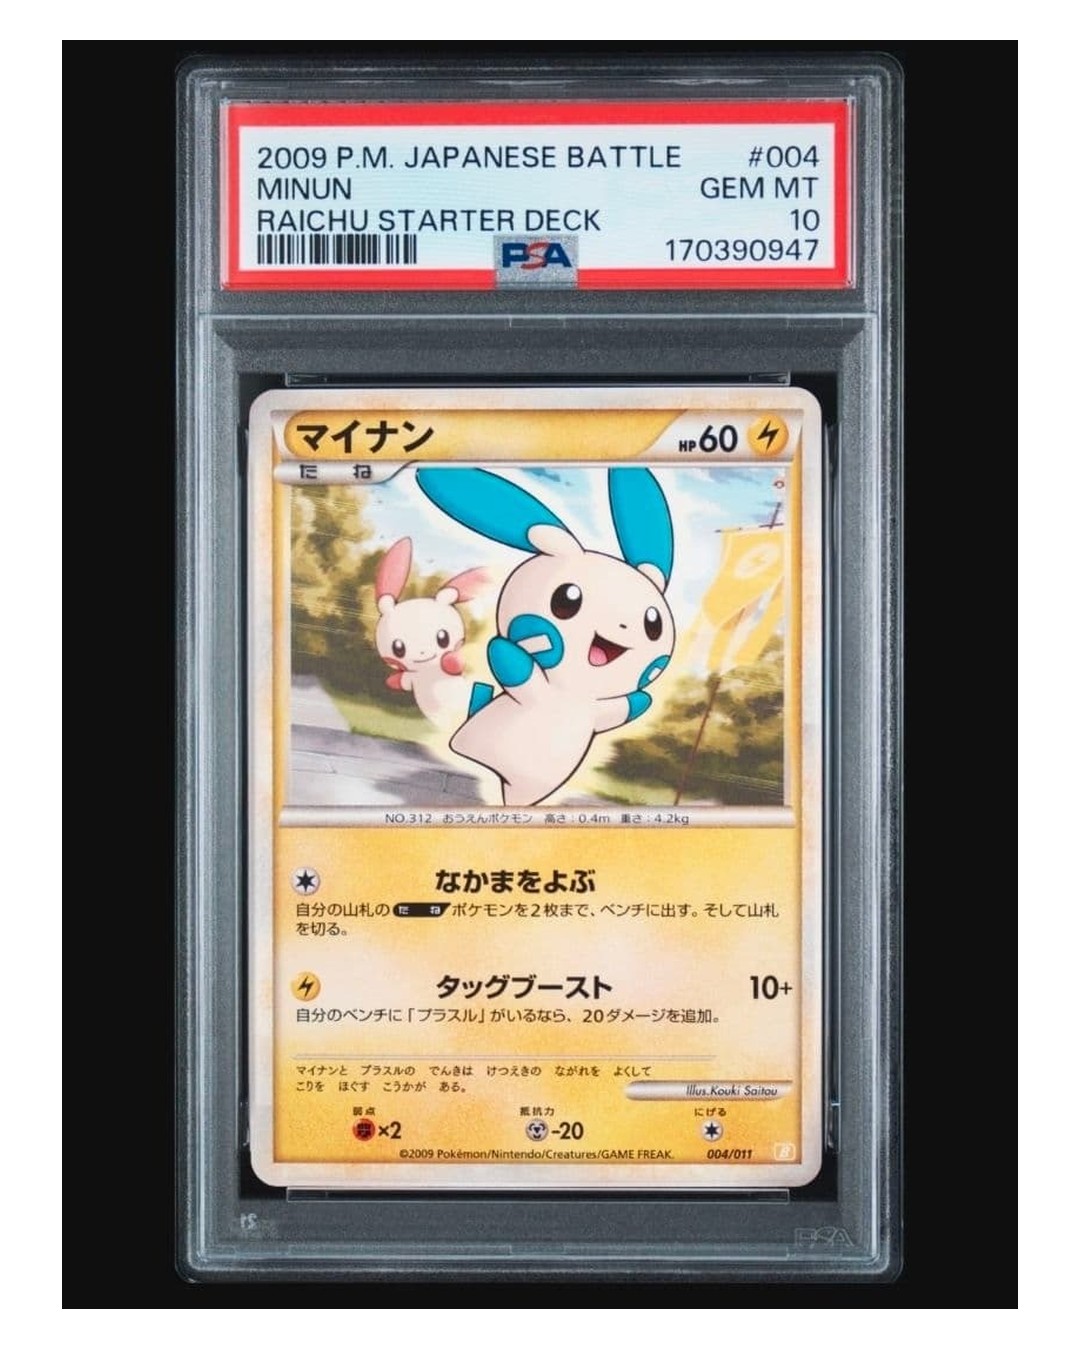 2009 P.M. JAPANESE BATTLE #004
MINUN GEM MT
RAICHU STARTER DECK 10
PSA 170390947
マイナン HP60
たね
NO.312 おうえんポケモン 高さ：0.4m 重さ：4.2kg
なかまをよぶ
自分の山札のたねポケモンを2枚まで、ベンチに出す。そして山札
を切る。
タッグブースト 10+
自分のベンチに「プラスル」がいるなら、20ダメージを追加。
マイナンと プラスルの でんきは けつえきの ながれを よくして
こりを ほぐす こうかが ある。
Illus.Kouki Saitou
弱点 抵抗力 にげる
×2 -20
©2009 Pokémon/Nintendo/Creatures/GAME FREAK. 004/011
PSA